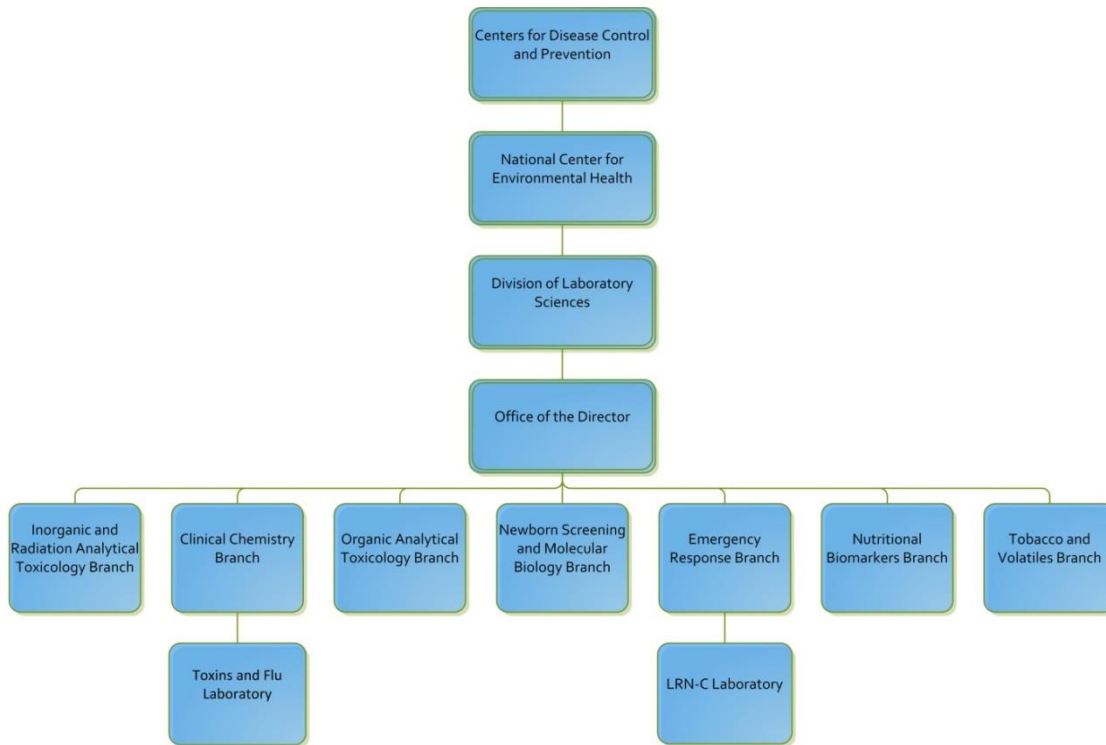 Centers for Disease Control
and Prevention
National Center for
Environmental Health
Division of Laboratory
Sciences
Office of the Director
Inorganic and
Radiation Analytical
Toxicology Branch
Clinical Chemistry
Branch
Organic Analytical
Toxicology Branch
Newborn Screening
and Molecular
Biology Branch
Emergency
Response Branch
Nutritional
Biomarkers Branch
Tobacco and
Volatiles Branch
Toxins and Flu
Laboratory
LRN-C Laboratory